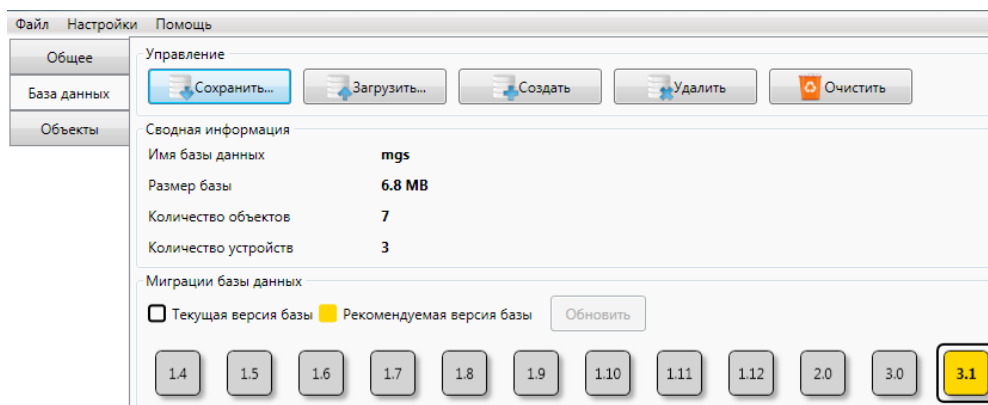 Файл Настройки Помощь
Общее
База данных
Объекты
Управление
Сохранить... Загрузить... Создать Удалить Очистить
Сводная информация
Имя базы данных mgs
Размер базы 6.8 MB
Количество объектов 7
Количество устройств 3
Миграции базы данных
Текущая версия базы Рекомендуемая версия базы Обновить
1.4 1.5 1.6 1.7 1.8 1.9 1.10 1.11 1.12 2.0 3.0 3.1